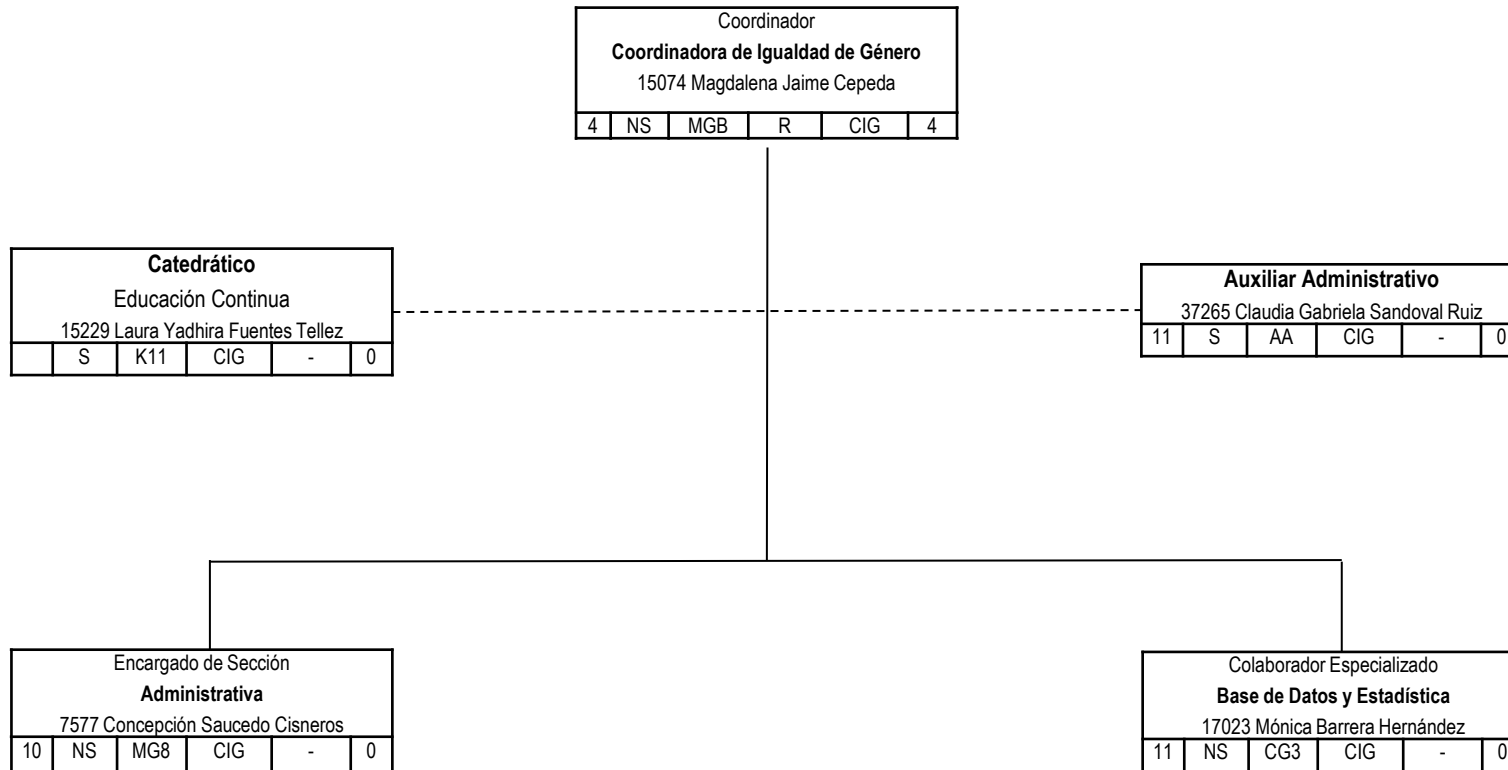 Coordinador
Coordinadora de Igualdad de Género
15074 Magdalena Jaime Cepeda
4 NS MGB R CIG 4
Catedrático
Educación Continua
15229 Laura Yadhira Fuentes Tellez
S K11 CIG - 0
Auxiliar Administrativo
37265 Claudia Gabriela Sandoval Ruiz
11 S AA CIG - 0
Encargado de Sección
Administrativa
7577 Concepción Saucedo Cisneros
10 NS MG8 CIG - 0
Colaborador Especializado
Base de Datos y Estadística
17023 Mónica Barrera Hernández
11 NS CG3 CIG - 0